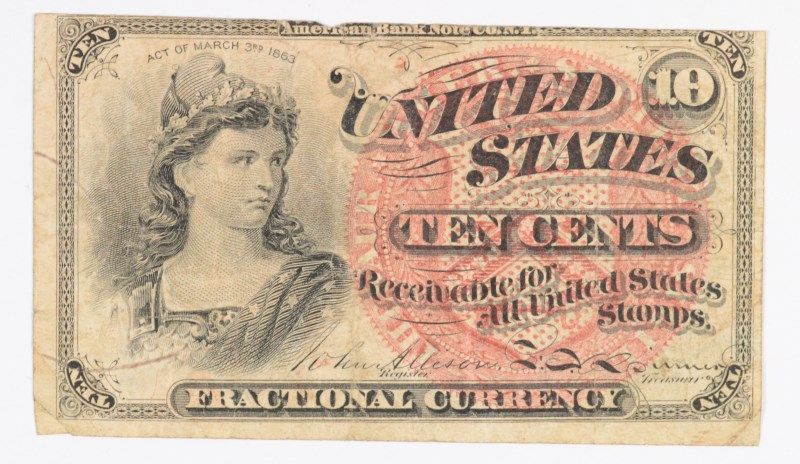 American Bank Note Co. N.Y.
TEN
TEN
ACT OF MARCH 3RD 1863
10
UNITED
STATES
TEN CENTS
Receivable for
All United States
Stamps.
John Allison,
Register
Treasurer
TEN
FRACTIONAL CURRENCY
TEN